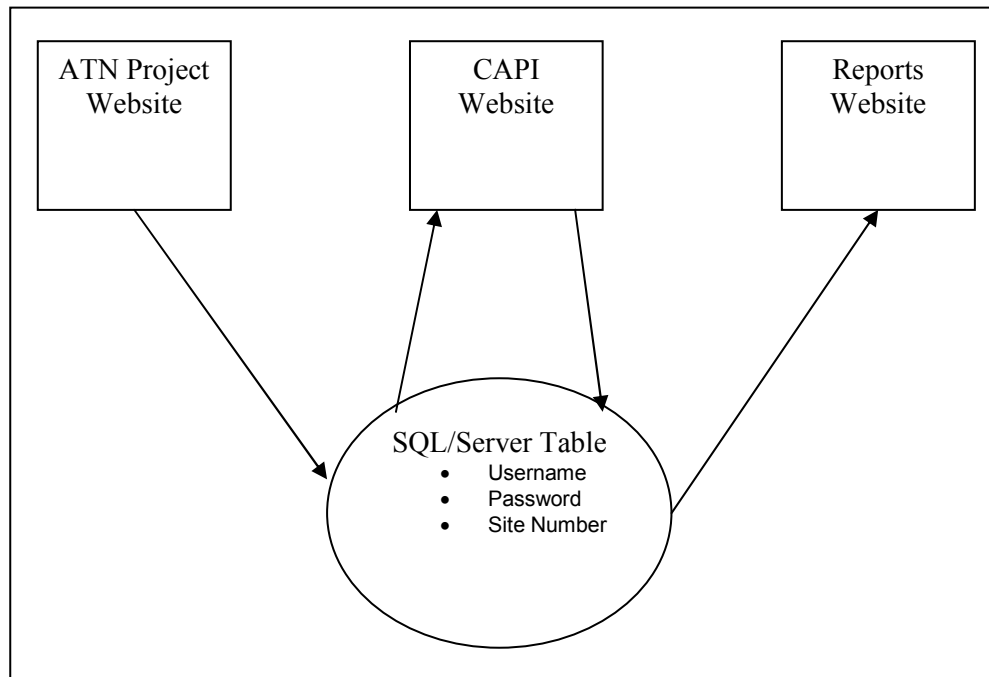 ATN Project
Website
CAPI
Website
Reports
Website
SQL/Server Table
• Username
• Password
• Site Number